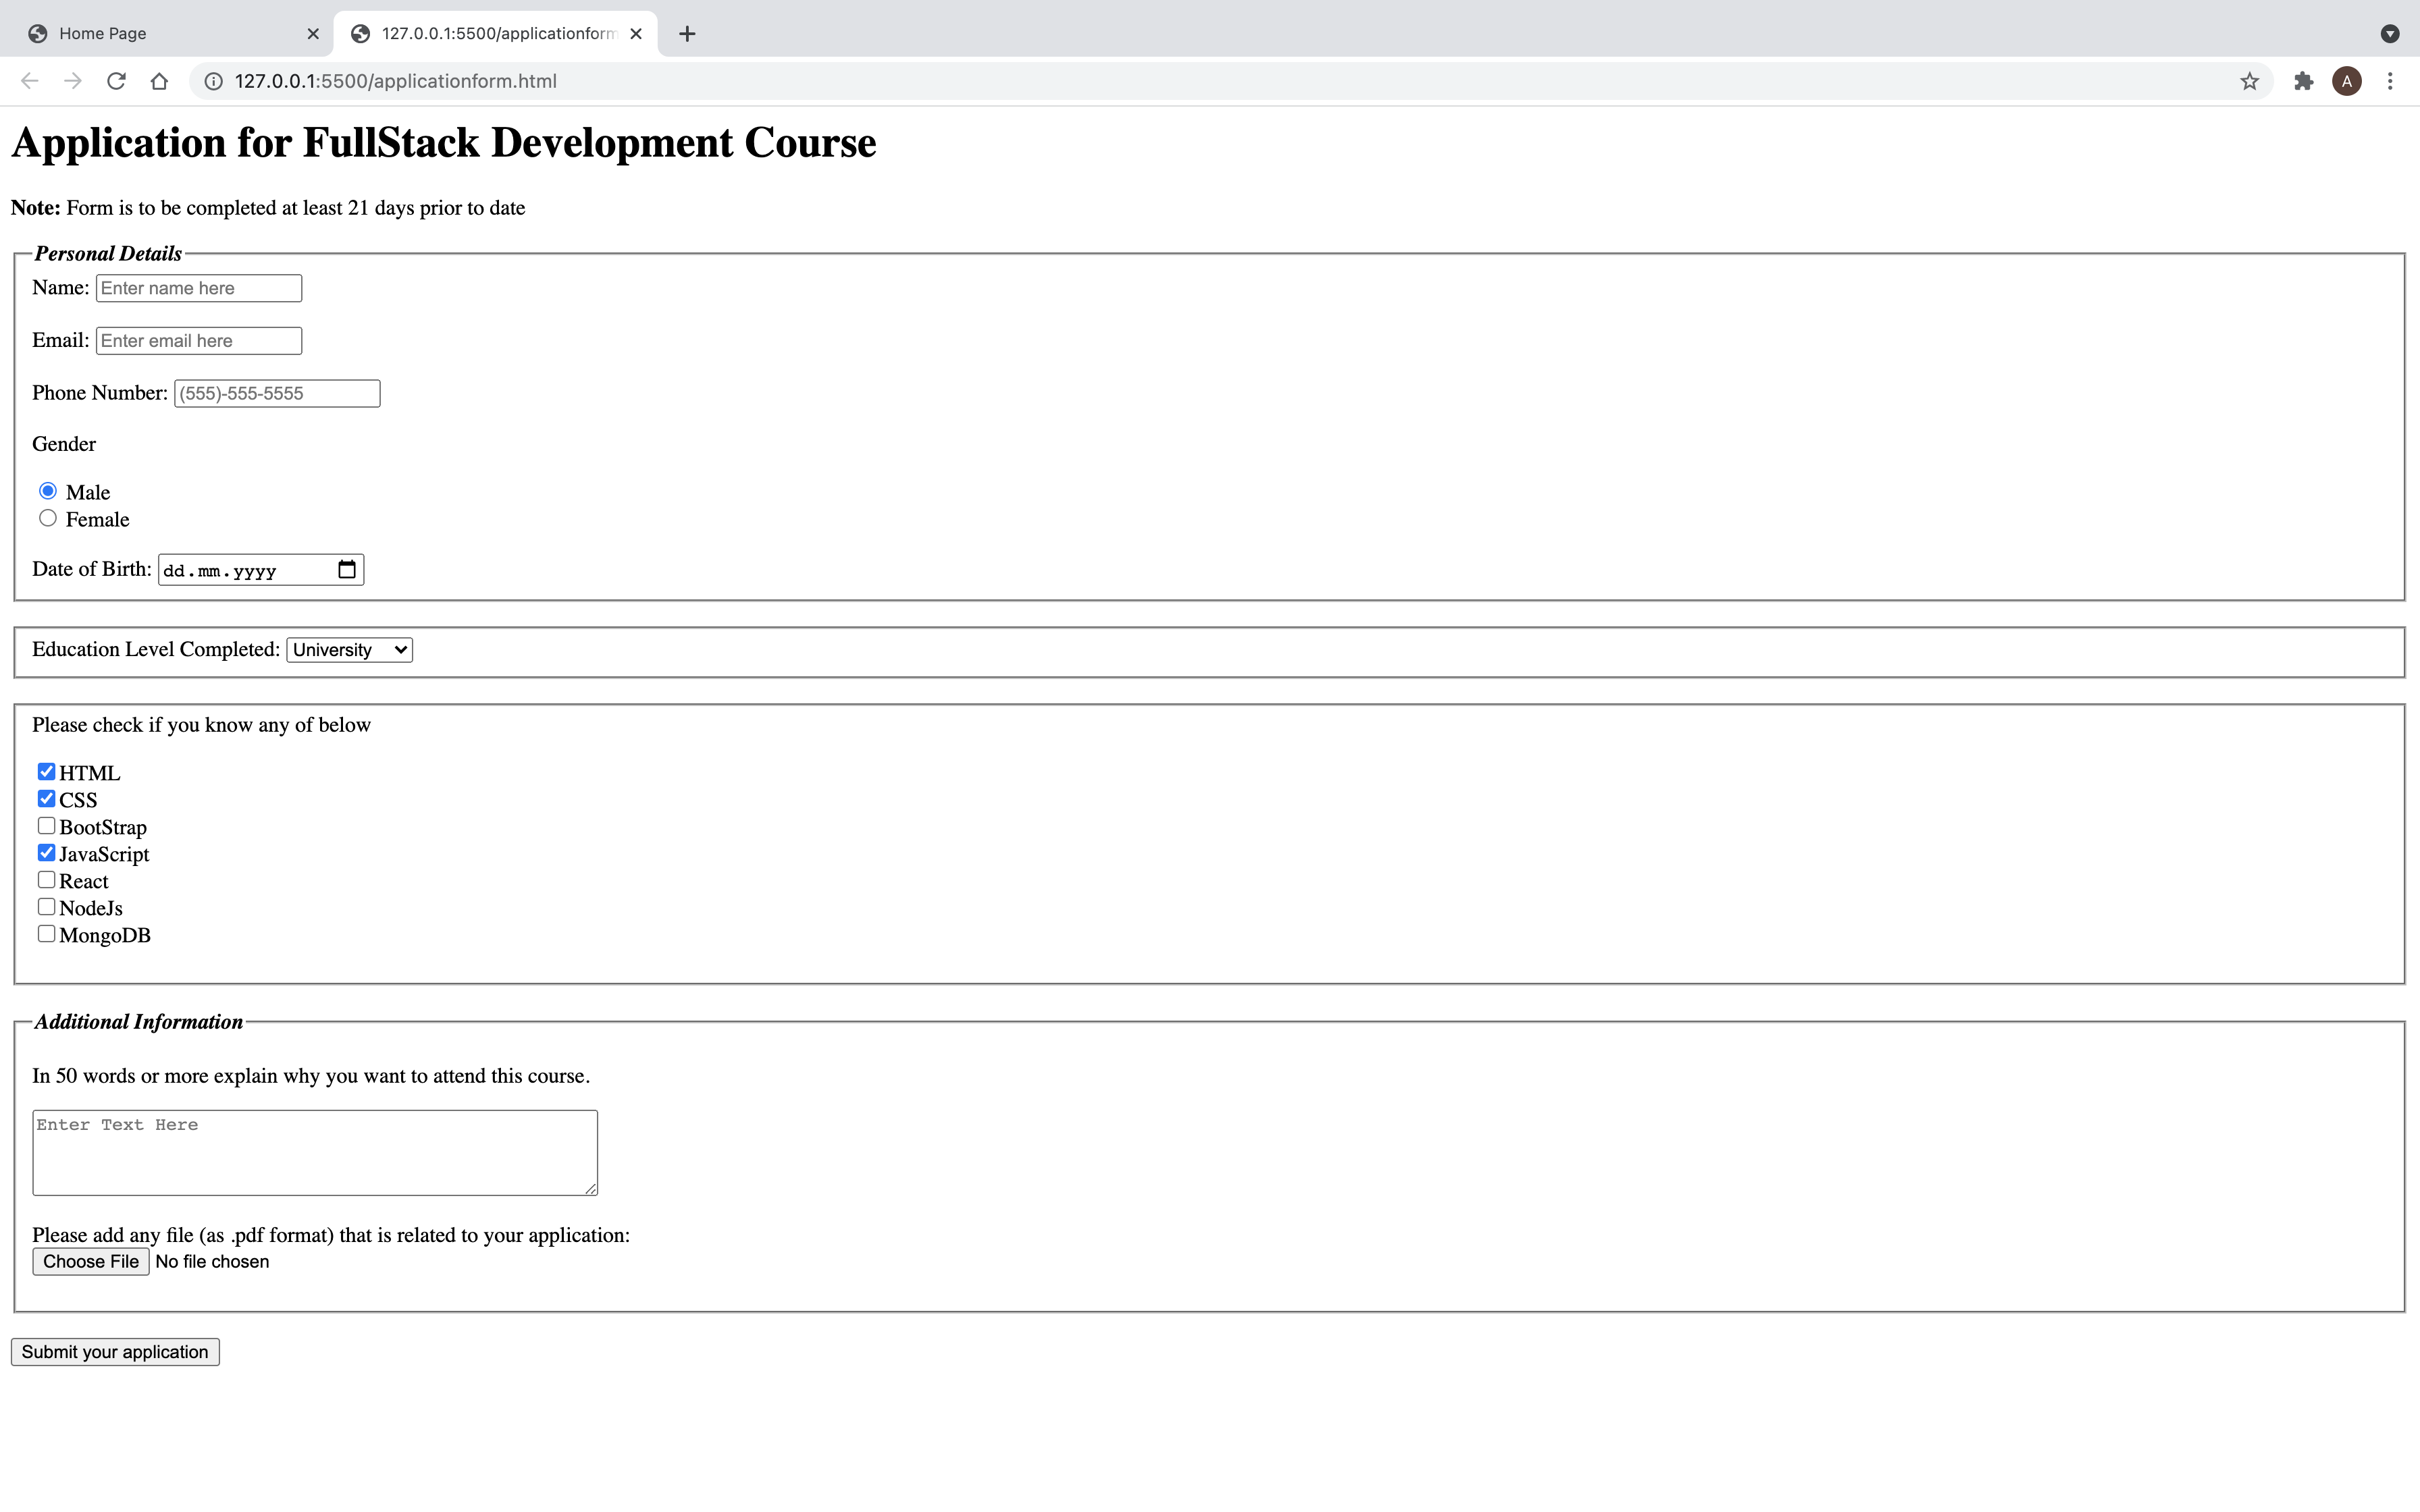 Home Page
127.0.0.1:5500/applicationform
127.0.0.1:5500/applicationform.html
A
Application for FullStack Development Course
Note: Form is to be completed at least 21 days prior to date
Personal Details
Name: Enter name here
Email: Enter email here
Phone Number: (555)-555-5555
Gender
Male
Female
Date of Birth: dd.mm.yyyy
Education Level Completed: University
Please check if you know any of below
HTML
CSS
BootStrap
JavaScript
React
NodeJs
MongoDB
Additional Information
In 50 words or more explain why you want to attend this course.
Enter Text Here
Please add any file (as .pdf format) that is related to your application:
Choose File No file chosen
Submit your application